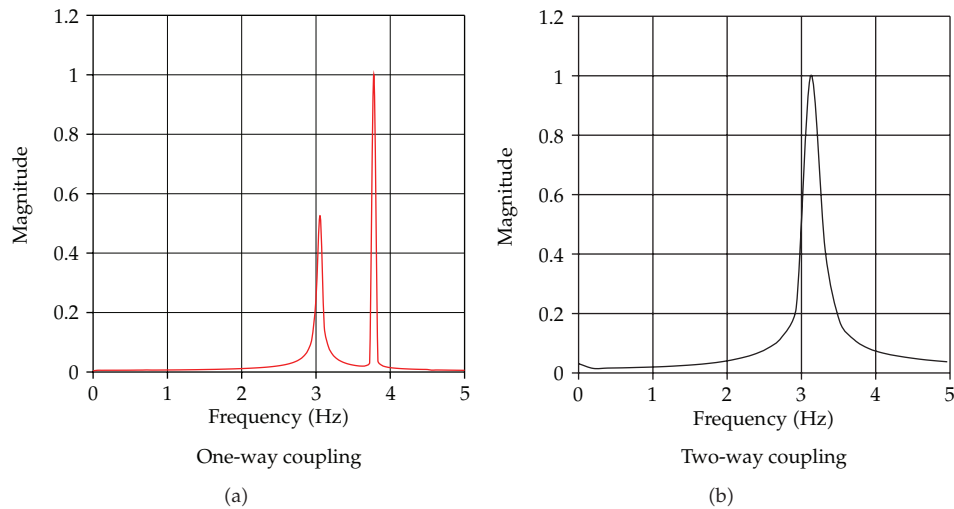 1.2
1
0.8
0.6
0.4
0.2
0
Magnitude
0 1 2 3 4 5
Frequency (Hz)
One-way coupling
(a)
1.2
1
0.8
0.6
0.4
0.2
0
Magnitude
0 1 2 3 4 5
Frequency (Hz)
Two-way coupling
(b)